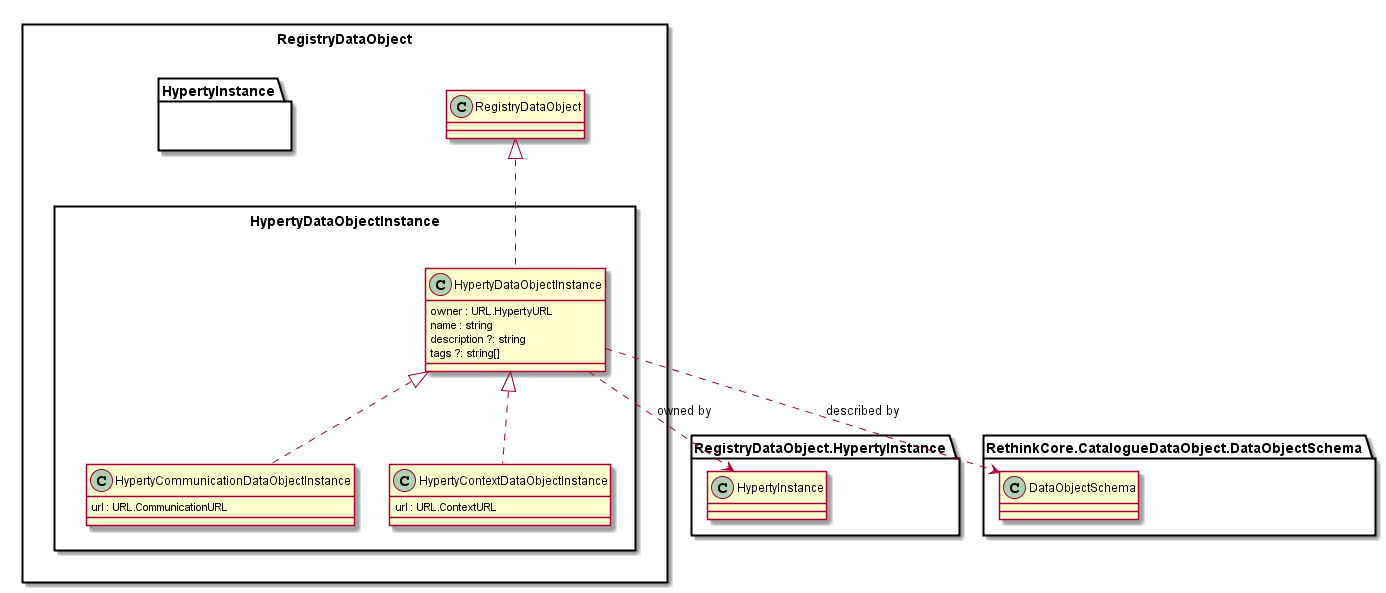 RegistryDataObject
HypertyInstance
C RegistryDataObject
HypertyDataObjectInstance
C HypertyDataObjectInstance
owner : URL.HypertyURL
name : string
description ?: string
tags ?: string[]
owned by
described by
C HypertyCommunicationDataObjectInstance
url : URL.CommunicationURL
C HypertyContextDataObjectInstance
url : URL.ContextURL
RegistryDataObject.HypertyInstance
C HypertyInstance
RethinkCore.CatalogueDataObject.DataObjectSchema
C DataObjectSchema